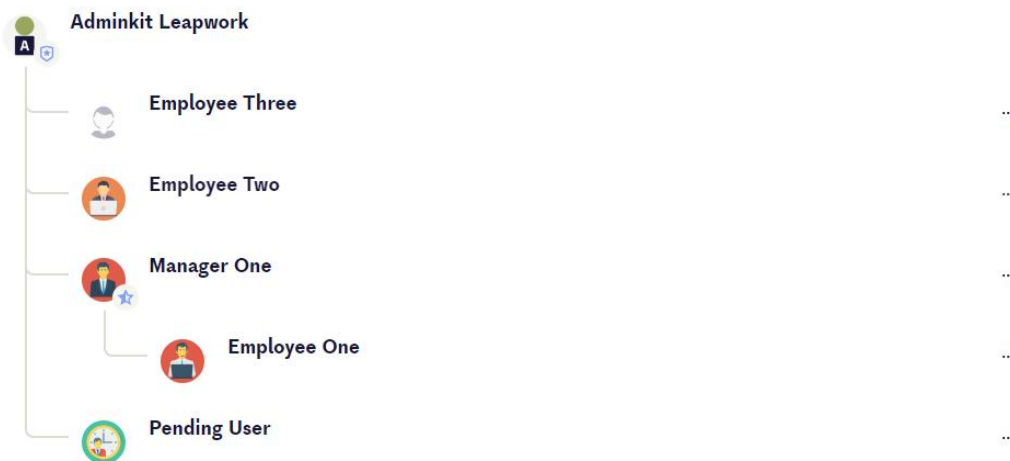 Adminkit Leapwork
A
Employee Three
..
Employee Two
..
Manager One
..
Employee One
..
Pending User
..